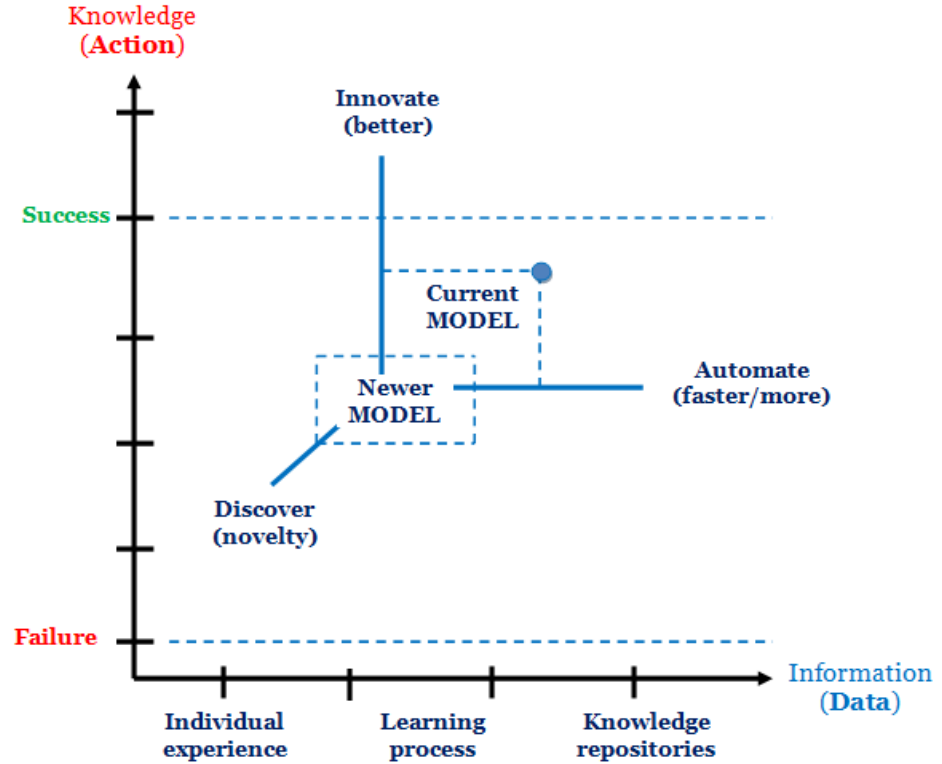 Knowledge
(Action)
Innovate
(better)
Success
Current
MODEL
Newer
MODEL
Automate
(faster/more)
Discover
(novelty)
Failure
Information
(Data)
Individual
experience
Learning
process
Knowledge
repositories